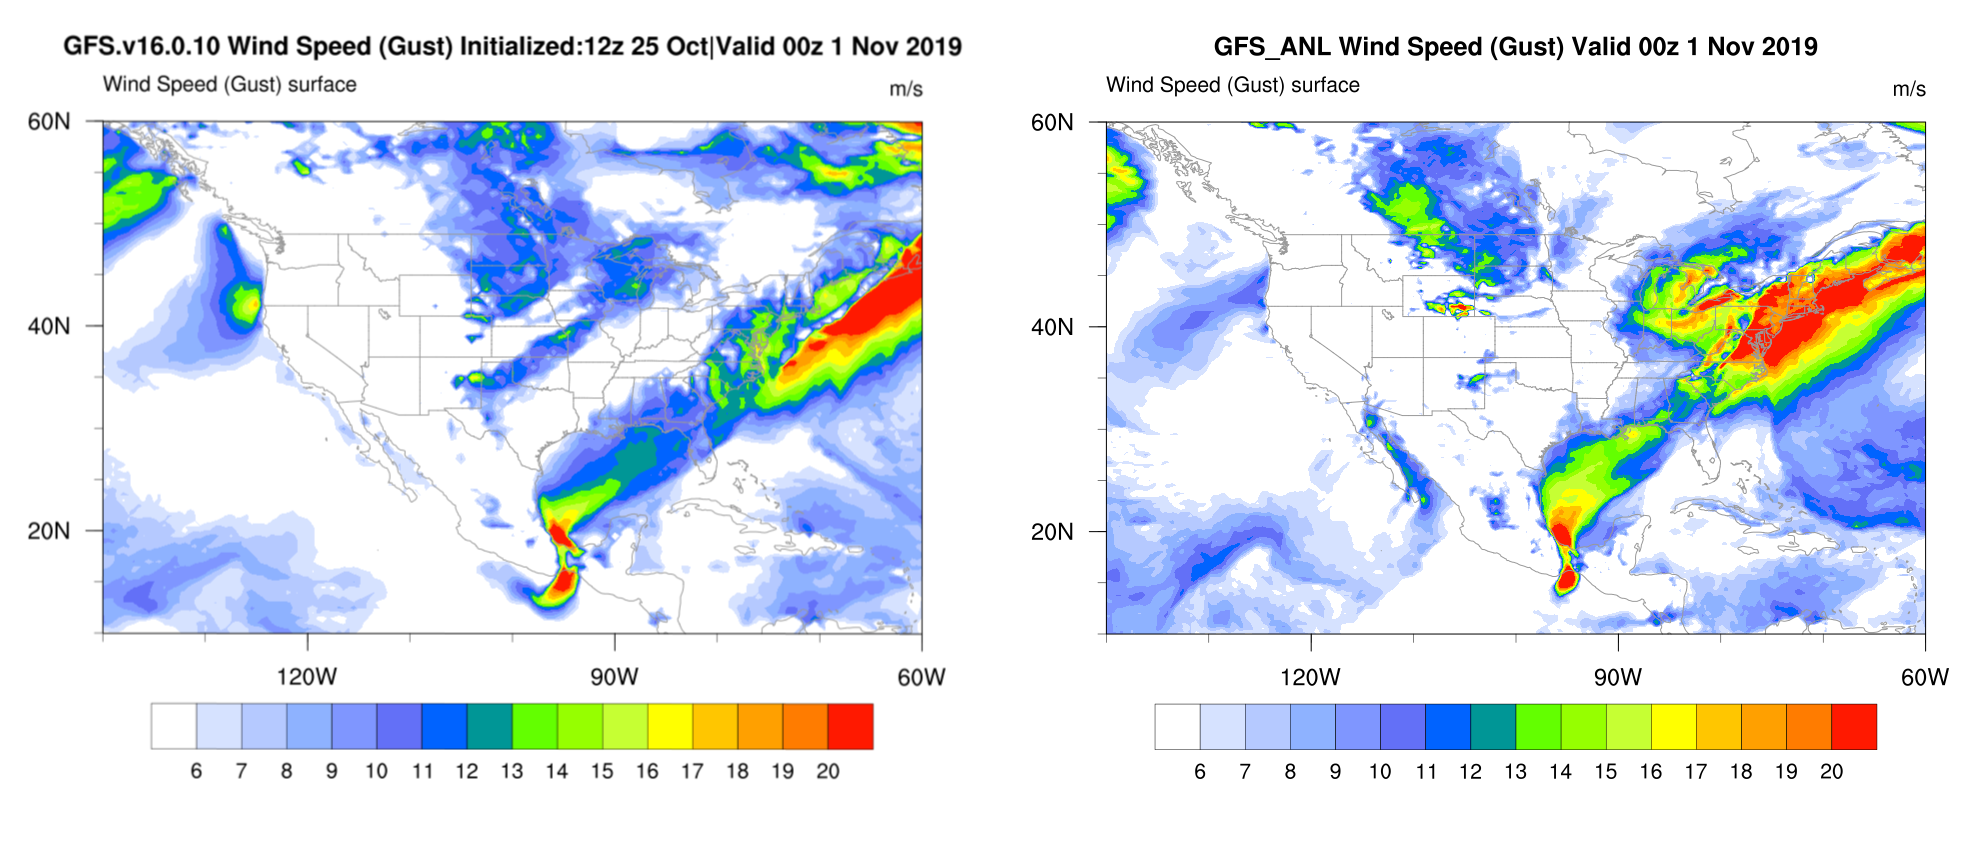 GFS.v16.0.10 Wind Speed (Gust) Initialized:12z 25 Oct|Valid 00z 1 Nov 2019
Wind Speed (Gust) surface
m/s
60N
40N
20N
120W
90W
60W
6 7 8 9 10 11 12 13 14 15 16 17 18 19 20
GFS_ANL Wind Speed (Gust) Valid 00z 1 Nov 2019
Wind Speed (Gust) surface
m/s
60N
40N
20N
120W
90W
60W
6 7 8 9 10 11 12 13 14 15 16 17 18 19 20